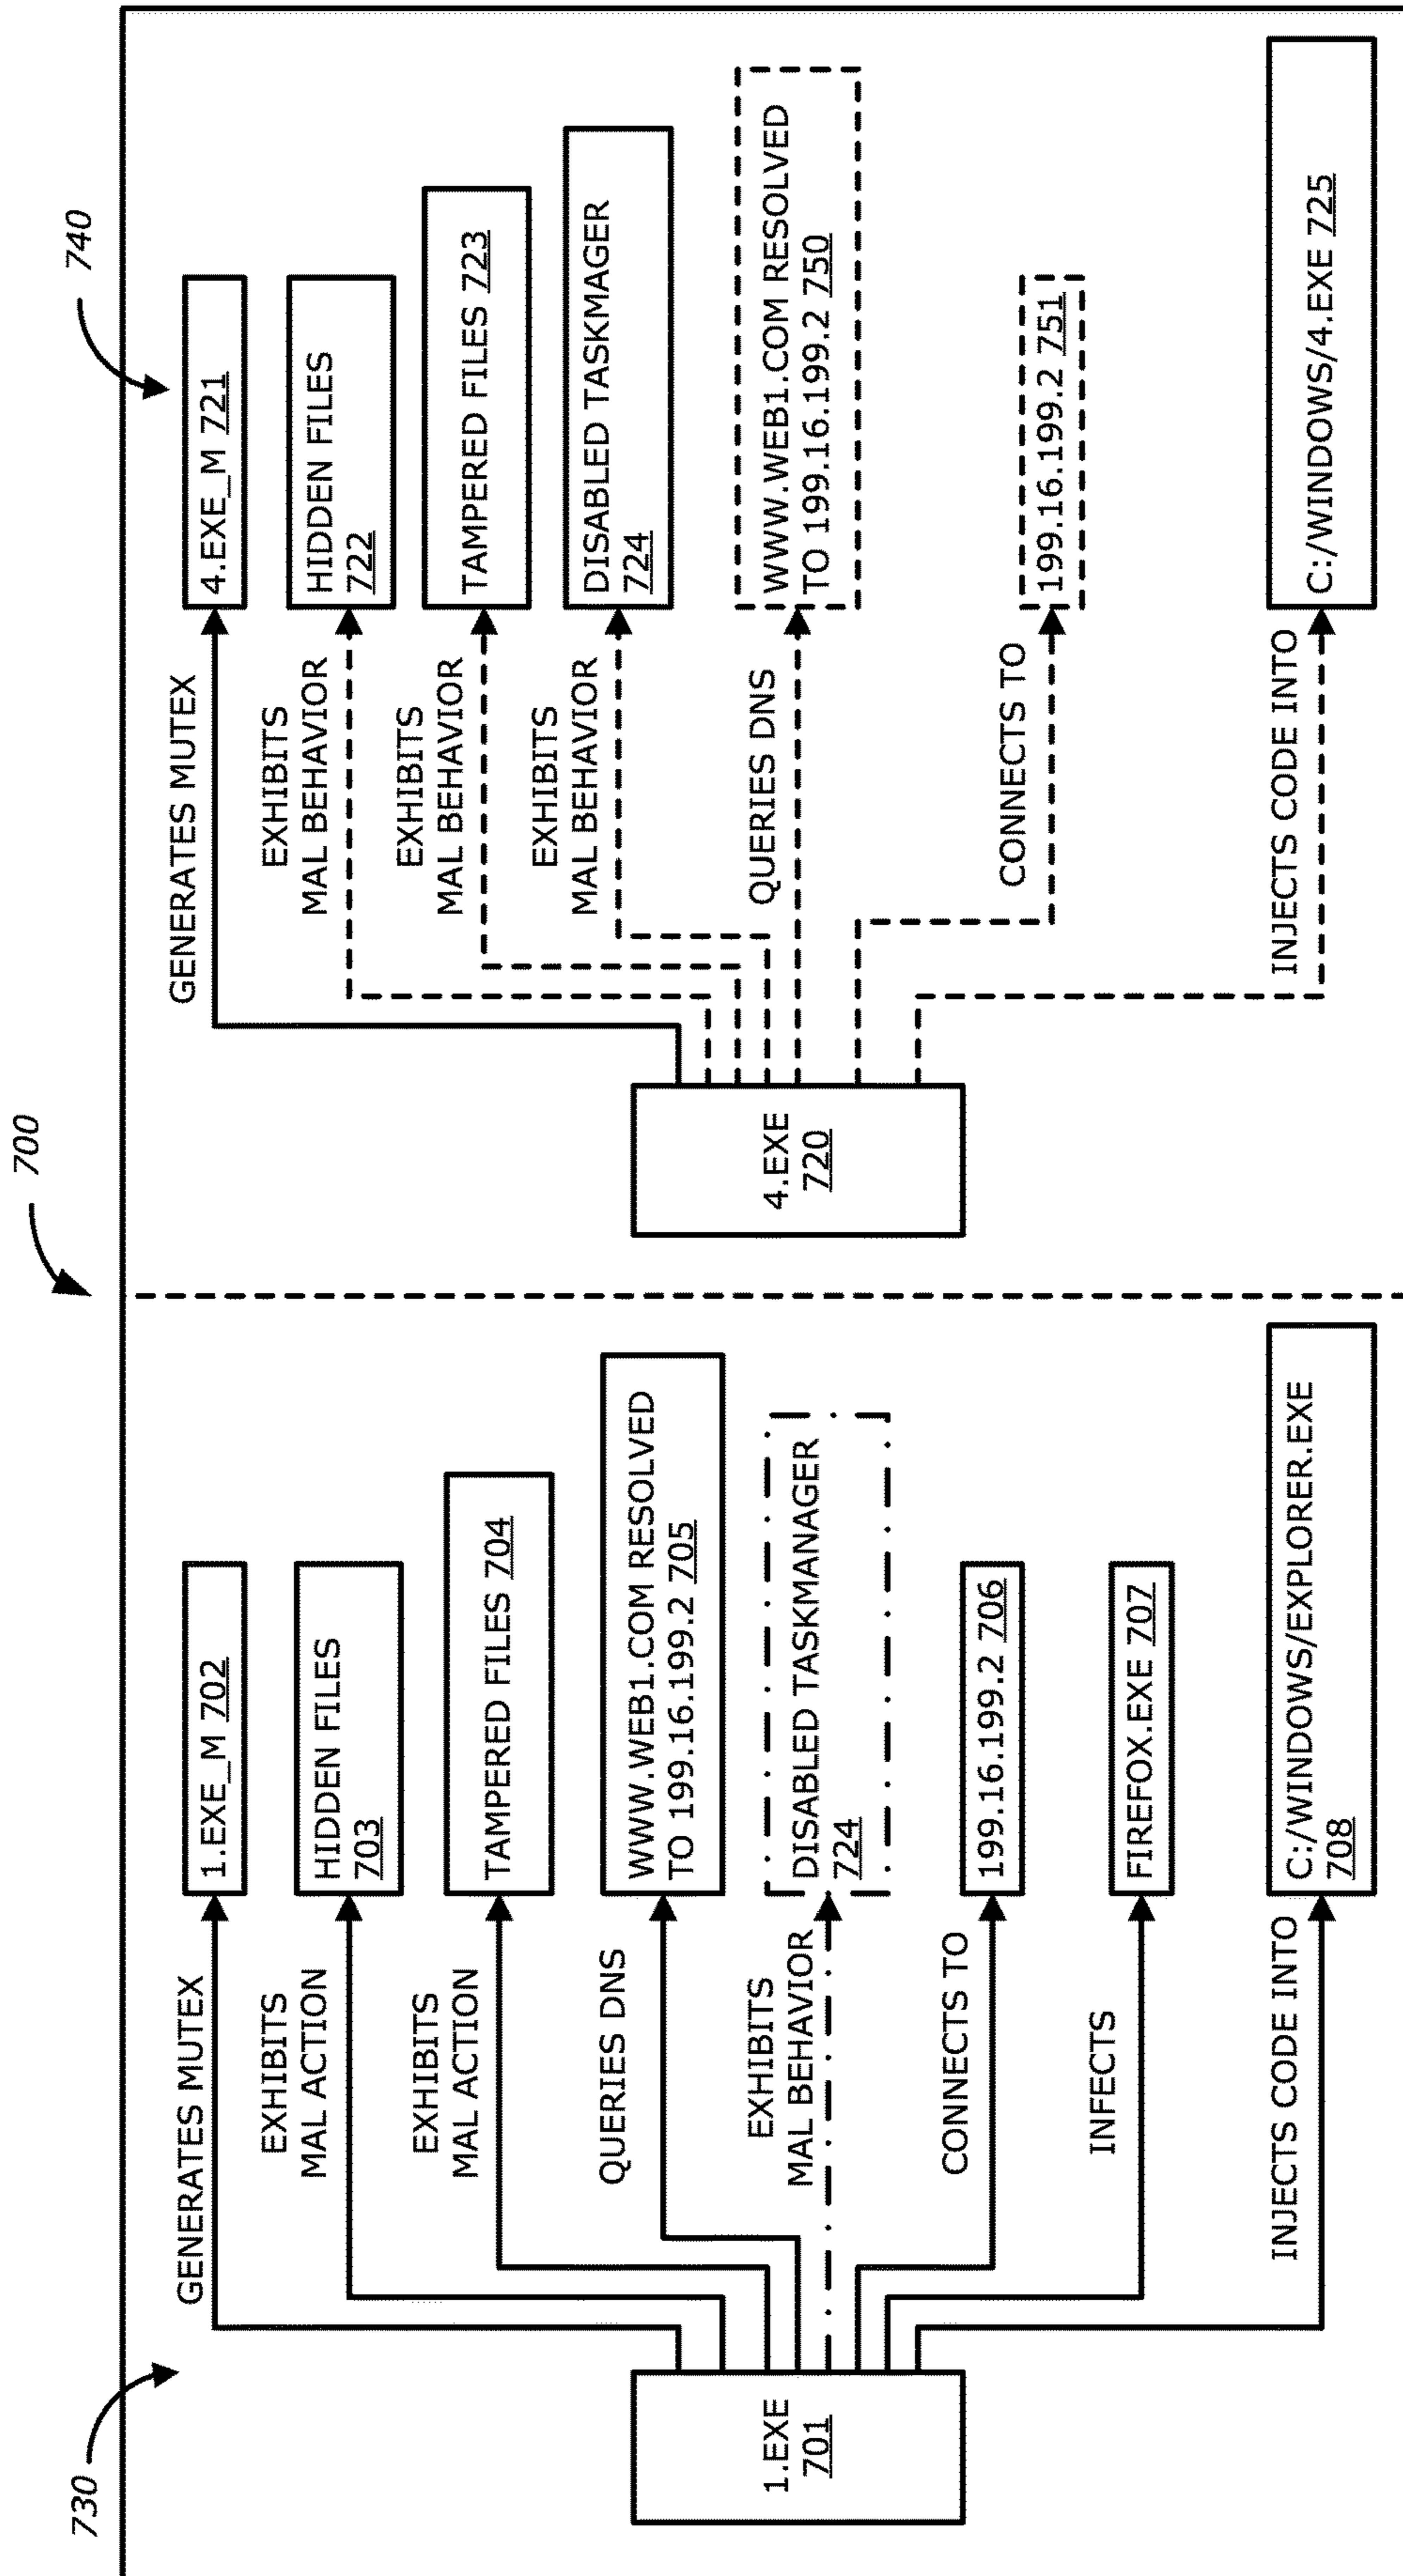 700
730
GENERATES MUTEX
1.EXE_M 702
EXHIBITS
MAL ACTION
HIDDEN FILES
703
EXHIBITS
MAL ACTION
TAMPERED FILES 704
QUERIES DNS
WWW.WEB1.COM RESOLVED
TO 199.16.199.2 705
1.EXE
701
EXHIBITS
MAL BEHAVIOR
DISABLED TASKMANAGER
724
CONNECTS TO
199.16.199.2 706
INFECTS
FIREFOX.EXE 707
INJECTS CODE INTO
C:/WINDOWS/EXPLORER.EXE
708
740
GENERATES MUTEX
4.EXE_M 721
EXHIBITS
MAL BEHAVIOR
HIDDEN FILES
722
EXHIBITS
MAL BEHAVIOR
TAMPERED FILES 723
EXHIBITS
MAL BEHAVIOR
DISABLED TASKMAGER
724
4.EXE
720
QUERIES DNS
WWW.WEB1.COM RESOLVED
TO 199.16.199.2 750
CONNECTS TO
199.16.199.2 751
INJECTS CODE INTO
C:/WINDOWS/4.EXE 725